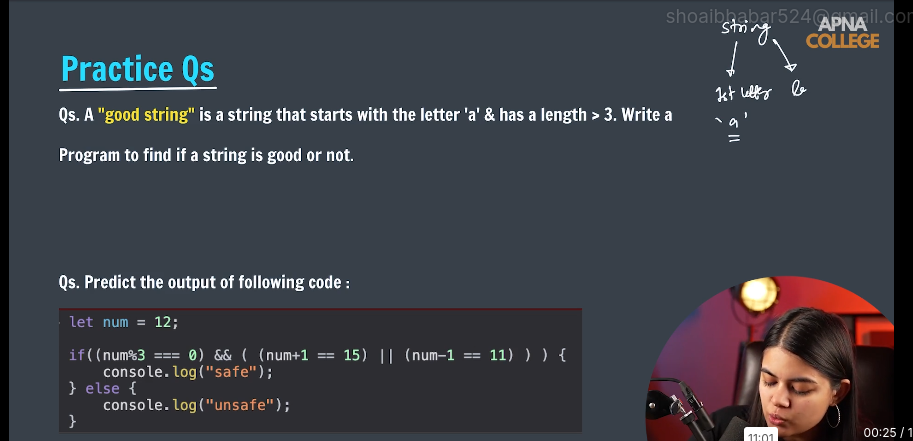 shoaibhabar524@gmail.com
string
APNA
COLLEGE
Practice Qs
1st letter
'a'
Qs. A "good string" is a string that starts with the letter 'a' & has a length > 3. Write a
Program to find if a string is good or not.
Qs. Predict the output of following code :
let num = 12;
if((num%3 === 0) && ( (num+1 == 15) || (num-1 == 11) ) ) {
console.log("safe");
} else {
console.log("unsafe");
}
11:01
00:25 / 1